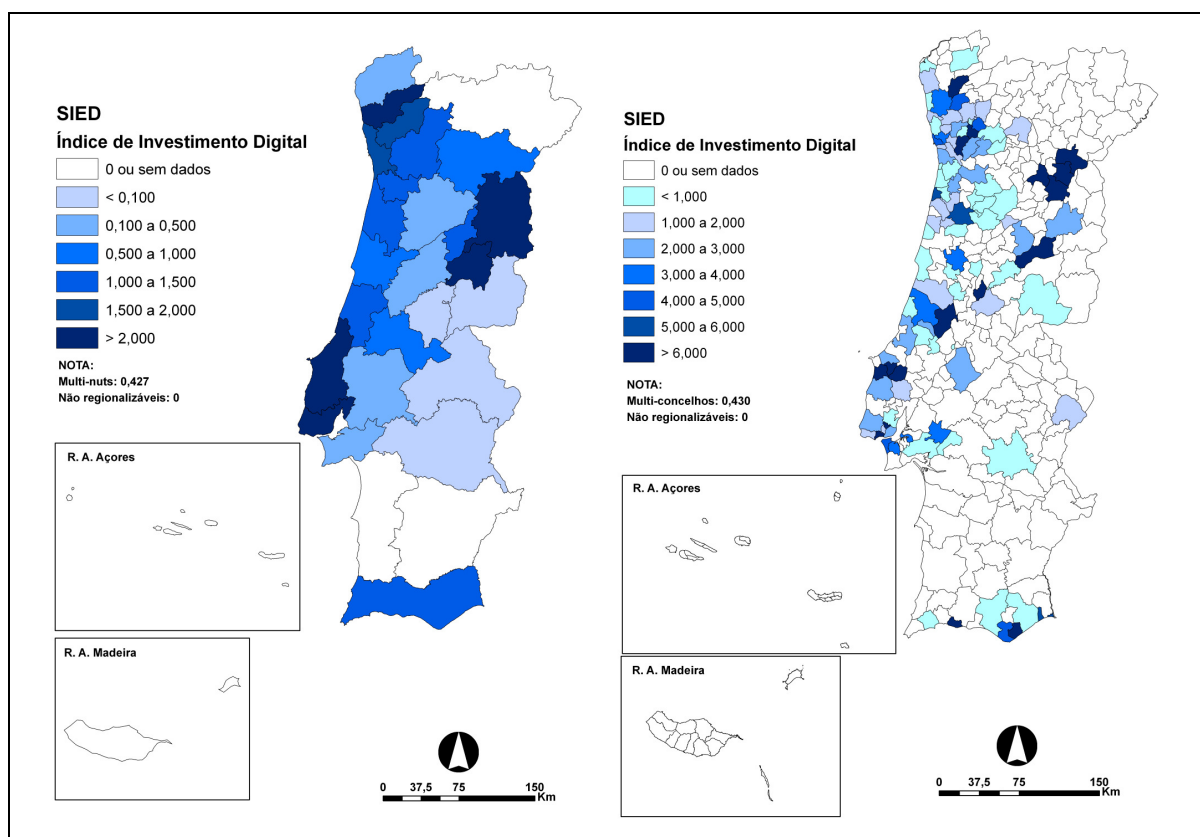 SIED
Índice de Investimento Digital
0 ou sem dados
< 0,100
0,100 a 0,500
0,500 a 1,000
1,000 a 1,500
1,500 a 2,000
> 2,000
NOTA:
Multi-nuts: 0,427
Não regionalizáveis: 0
R. A. Açores
R. A. Madeira
0 37,5 75 150
Km
SIED
Índice de Investimento Digital
0 ou sem dados
< 1,000
1,000 a 2,000
2,000 a 3,000
3,000 a 4,000
4,000 a 5,000
5,000 a 6,000
> 6,000
NOTA:
Multi-concelhos: 0,430
Não regionalizáveis: 0
R. A. Açores
R. A. Madeira
0 37,5 75 150
Km